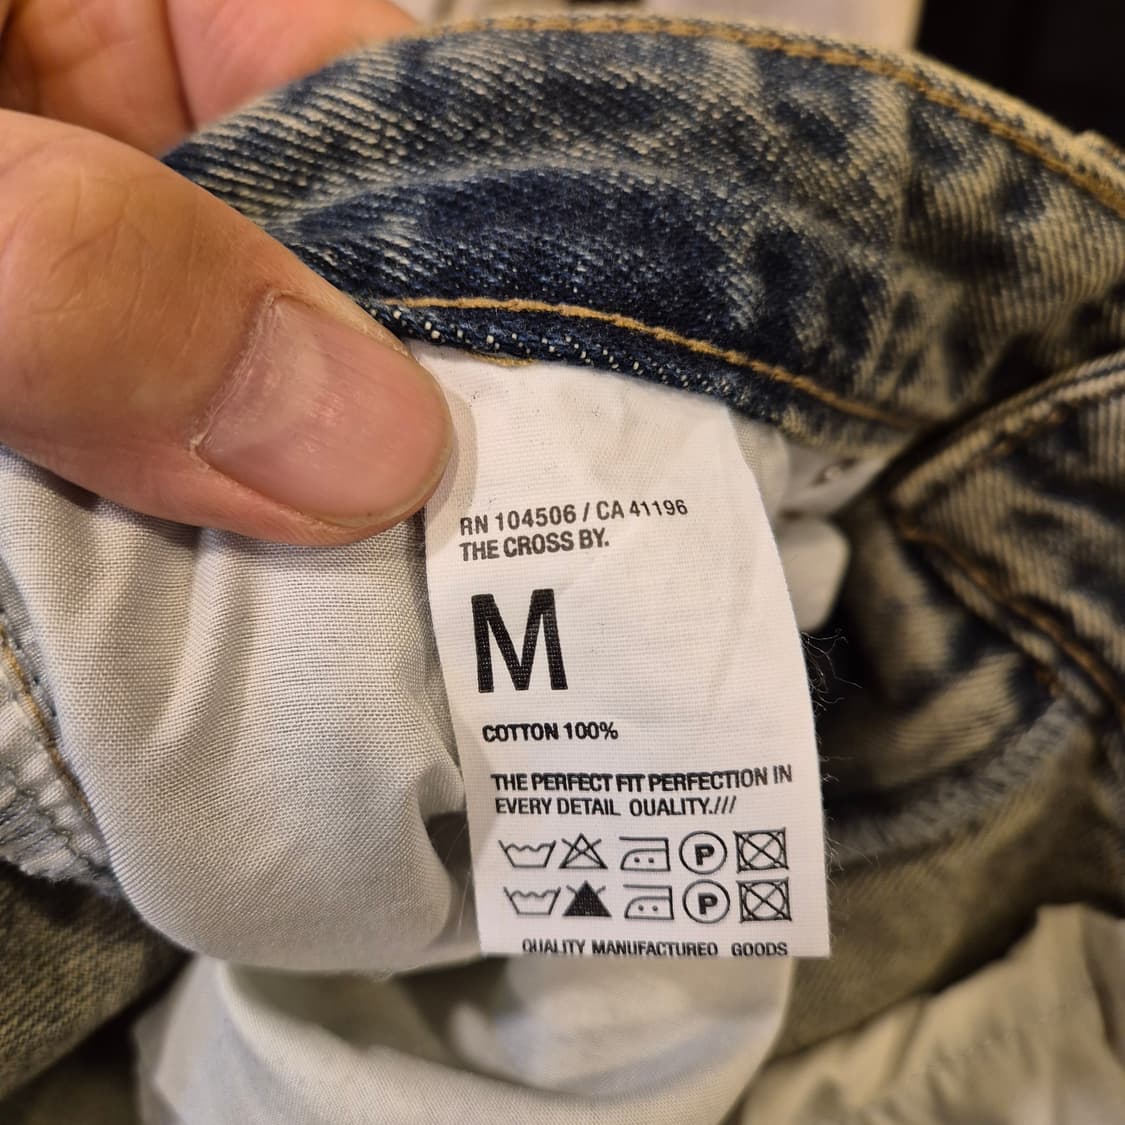 RN 104506 / CA 41196
THE CROSS BY.
M
COTTON 100%
THE PERFECT FIT PERFECTION IN
EVERY DETAIL QUALITY.///
P
P
QUALITY MANUFACTURED GOODS